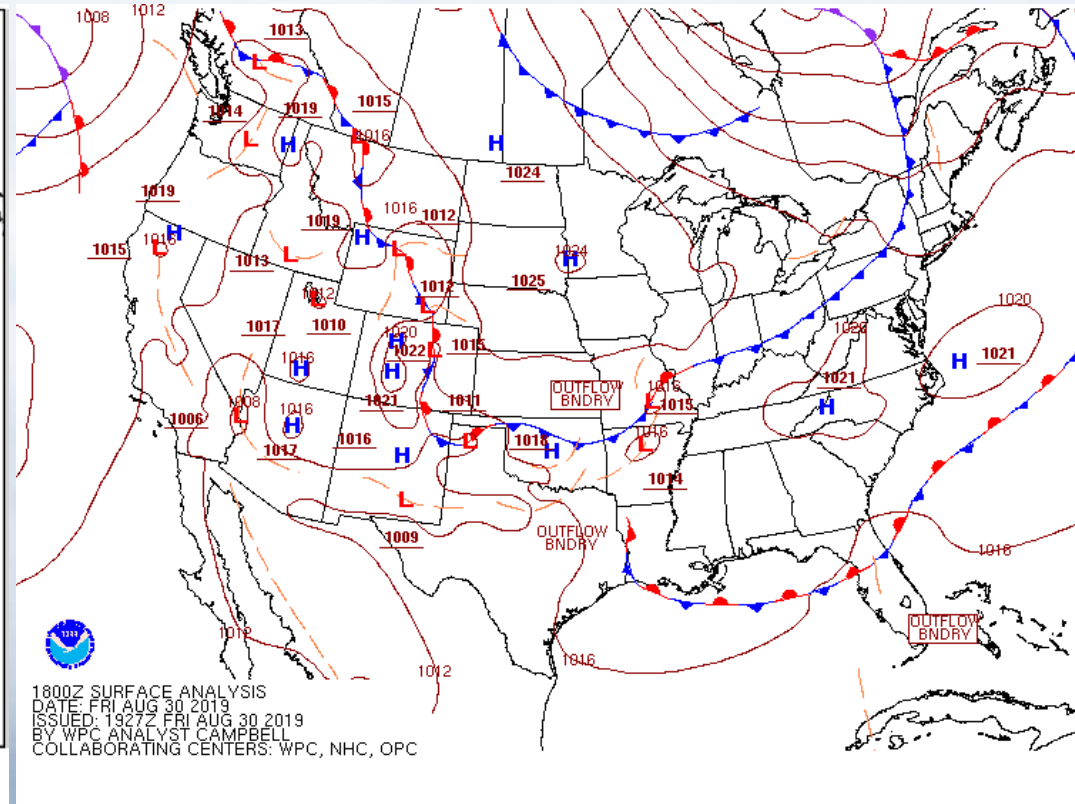 1008
1012
1013
L
1014
1019
1015
L
H
L
1016
H
1024
1019
1019
1016
1012
1015
H
1016
L
1013
L
H
L
1024
H
1025
1012
1012
L
L
1017
1010
1020
H
1022
1015
L
1020
1020
H
1021
1016
H
H
1021
1011
OUTFLOW
BNDRY
1016
L
1015
1021
H
1008
L
1006
1016
H
1017
1016
H
L
1018
H
1016
L
L
1014
OUTFLOW
BNDRY
1009
1016
OUTFLOW
BNDRY
1012
1012
1016
1800Z SURFACE ANALYSIS
DATE: FRI AUG 30 2019
ISSUED: 1927Z FRI AUG 30 2019
BY WPC ANALYST CAMPBELL
COLLABORATING CENTERS: WPC, NHC, OPC